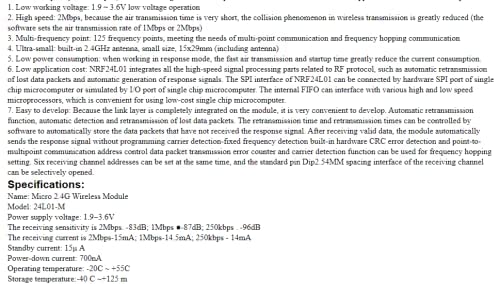 1. Low working voltage: 1.9 ~ 3.6V low voltage operation
2. High speed: 2Mbps, because the air transmission time is very short, the collision phenomenon in wireless transmission is greatly reduced (the
software sets the air transmission rate of 1Mbps or 2Mbps)
3. Multi-frequency point: 125 frequency points, meeting the needs of multi-point communication and frequency hopping communication
4. Ultra-small: built-in 2.4GHz antenna, small size, 15x29mm (including antenna)
5. Low power consumption: when working in response mode, the fast air transmission and startup time greatly reduce the current consumption.
6. Low application cost: NRF24L01 integrates all the high-speed signal processing parts related to RF protocol, such as automatic retransmission
of lost data packets and automatic generation of response signals. The SPI interface of NRF24L01 can be connected by hardware SPI port of single
chip microcomputer or simulated by I/O port of single chip microcomputer. The internal FIFO can interface with various high and low speed
microprocessors, which is convenient for using low-cost single chip microcomputer.
7. Easy to develop: Because the link layer is completely integrated on the module, it is very convenient to develop. Automatic retransmission
function, automatic detection and retransmission of lost data packets. The retransmission time and retransmission times can be controlled by
software to automatically store the data packets that have not received the response signal. After receiving valid data, the module automatically
sends the response signal without programming carrier detection-fixed frequency detection built-in hardware CRC error detection and point-to-
multipoint communication address control data packet transmission error counter and carrier detection function can be used for frequency hopping
setting. Six receiving channel addresses can be set at the same time, and the standard pin Dip2.54MM spacing interface of the receiving channel
can be selectively opened.
Specifications:
Name: Micro 2.4G Wireless Module
Model: 24L01-M
Power supply voltage: 1.9~3.6V
The receiving sensitivity is 2Mbps. -83dB; 1Mbps ●-87dB; 250kbps . -96dB
The receiving current is 2Mbps-15mA; 1Mbps-14.5mA; 250kbps - 14mA
Standby current: 15μ A
Power-down current: 700nA
Operating temperature: -20C ~ +55C
Storage temperature:-40 C ~+125 m